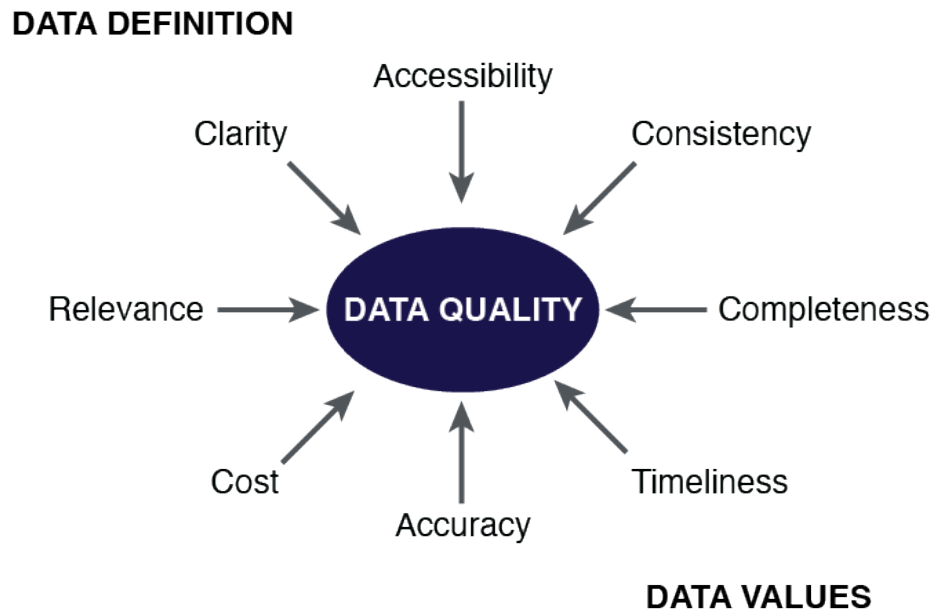 DATA DEFINITION
Accessibility
Clarity
Consistency
Relevance
DATA QUALITY
Completeness
Cost
Timeliness
Accuracy
DATA VALUES